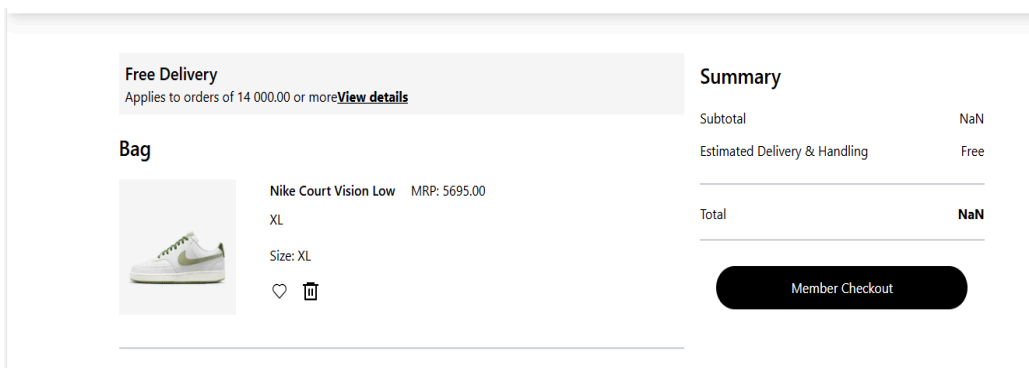 Free Delivery
Applies to orders of 14 000.00 or moreView details
Bag
Nike Court Vision Low MRP: 5695.00
XL
Size: XL
Summary
Subtotal NaN
Estimated Delivery & Handling Free
Total NaN
Member Checkout